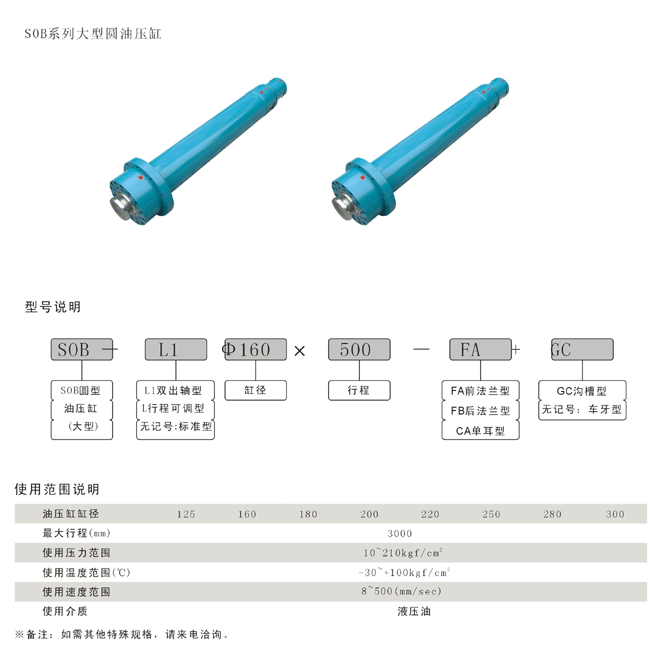 SOB系列大型圆油压缸
型号说明
SOB — L1 Φ160 × 500 — FA + GC
SOB圆型
油压缸
(大型)
L1双出轴型
L行程可调型
无记号:标准型
缸径
行程
FA前法兰型
FB后法兰型
CA单耳型
GC沟槽型
无记号：车牙型
使用范围说明
油压缸缸径 125 160 180 200 220 250 280 300
最大行程(mm) 3000
使用压力范围 10~210kgf/cm²
使用温度范围(℃) -30~+100kgf/cm²
使用速度范围 8~500(mm/sec)
使用介质 液压油
※备注：如需其他特殊规格，请来电洽询。